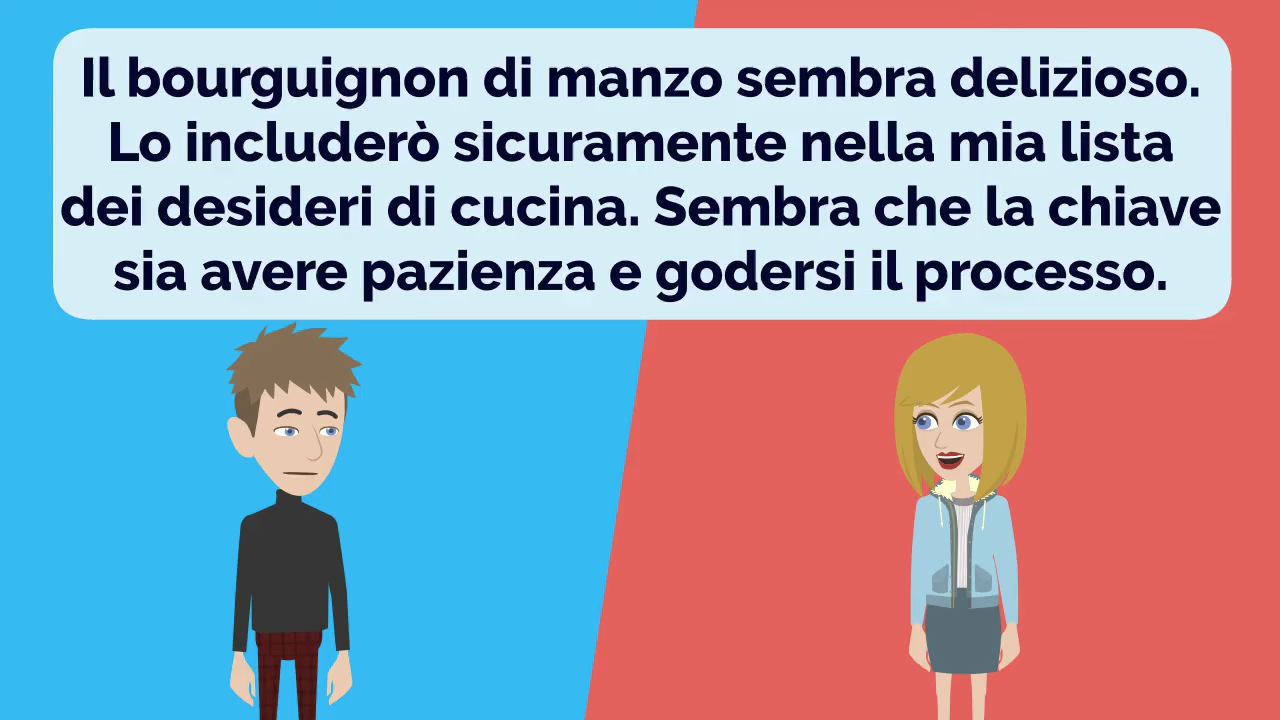 Il bourguignon di manzo sembra delizioso.
Lo includerò sicuramente nella mia lista
dei desideri di cucina. Sembra che la chiave
sia avere pazienza e godersi il processo.